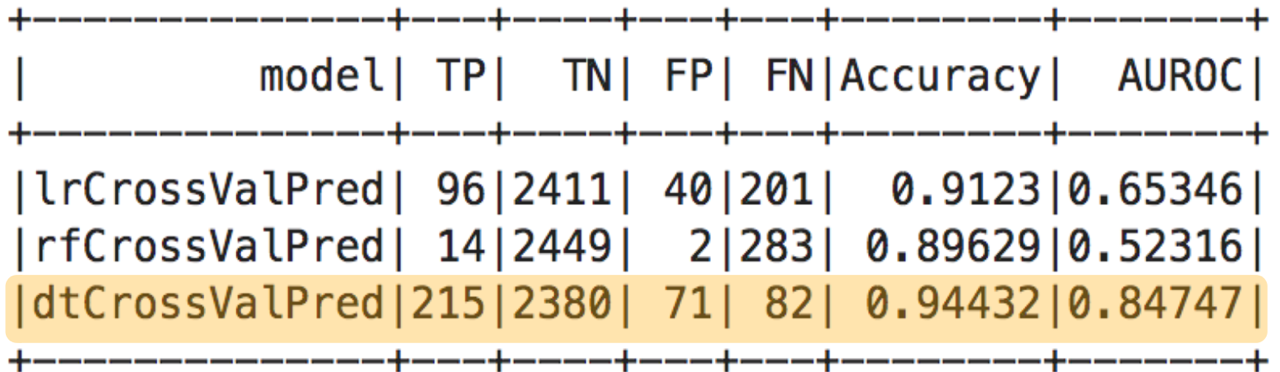 +-----------------+---+----+---+---+--------+-------+
|            model| TP|  TN| FP| FN|Accuracy|  AUROC|
+-----------------+---+----+---+---+--------+-------+
|lrCrossValPred| 96|2411| 40|201|  0.9123|0.65346|
|rfCrossValPred| 14|2449|  2|283| 0.89629|0.52316|
|dtCrossValPred|215|2380| 71| 82| 0.94432|0.84747|
+-----------------+---+----+---+---+--------+-------+